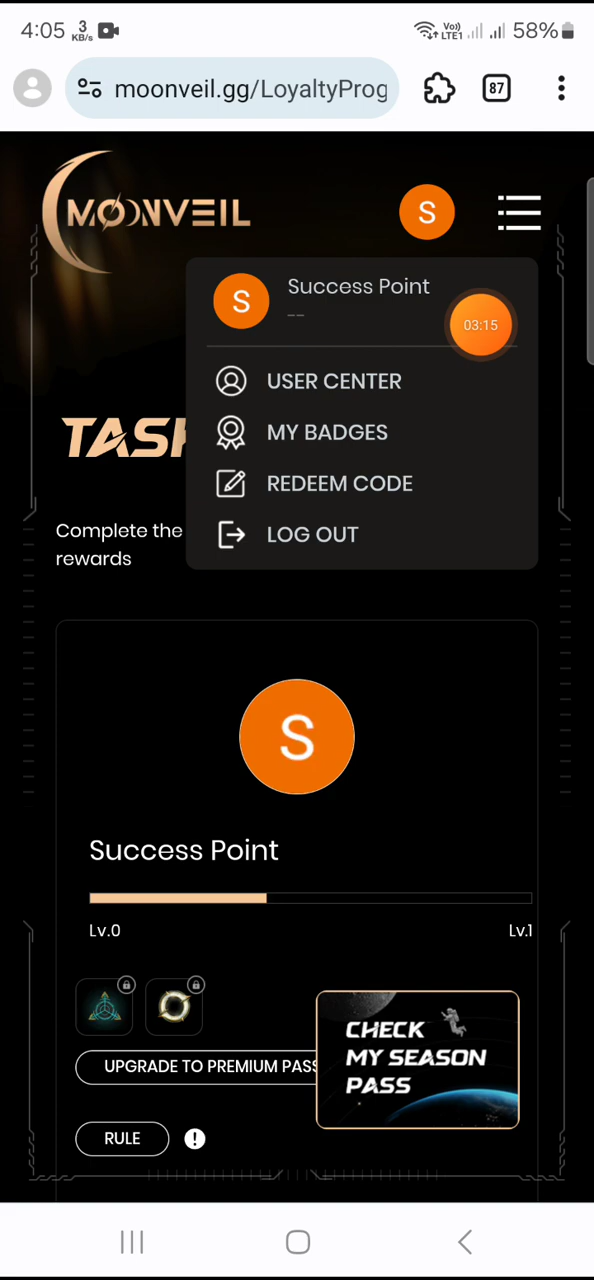 4:05 3 KB/s Vo)) LTE1 58%
moonveil.gg/LoyaltyProg 87
MOONVEIL S
S Success Point
--
03:15
USER CENTER
MY BADGES
REDEEM CODE
LOG OUT
TASK
Complete the
rewards
S
Success Point
Lv.0 Lv.1
UPGRADE TO PREMIUM PASS
CHECK
MY SEASON
PASS
RULE !